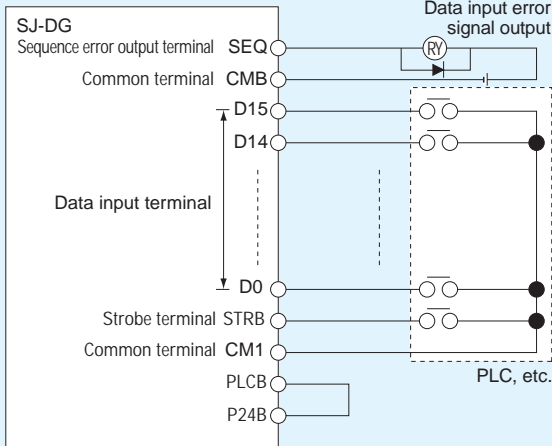 Data input error
signal output
SJ-DG
Sequence error output terminal SEQ
RY
Common terminal CMB
D15
D14
Data input terminal
D0
Strobe terminal STRB
Common terminal CM1
PLC, etc.
PLCB
P24B